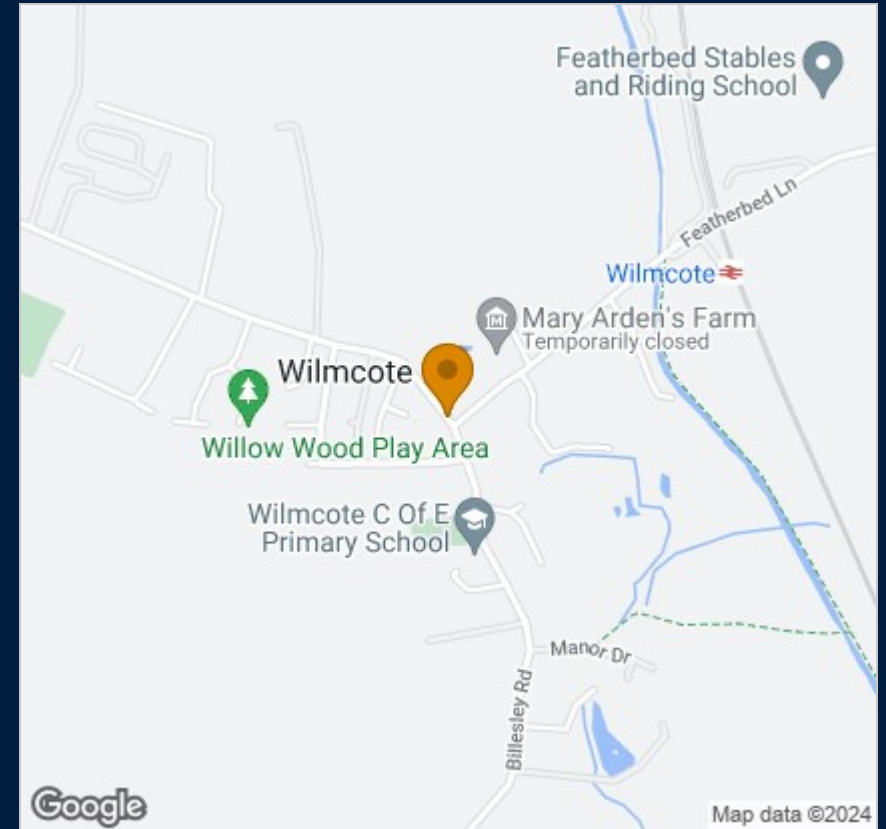 Featherbed Stables
and Riding School
Featherbed Ln
Wilmcote
Mary Arden's Farm
Temporarily closed
Wilmcote
Willow Wood Play Area
Wilmcote C Of E
Primary School
Manor Dr
Billesley Rd
Google
Map data ©2024